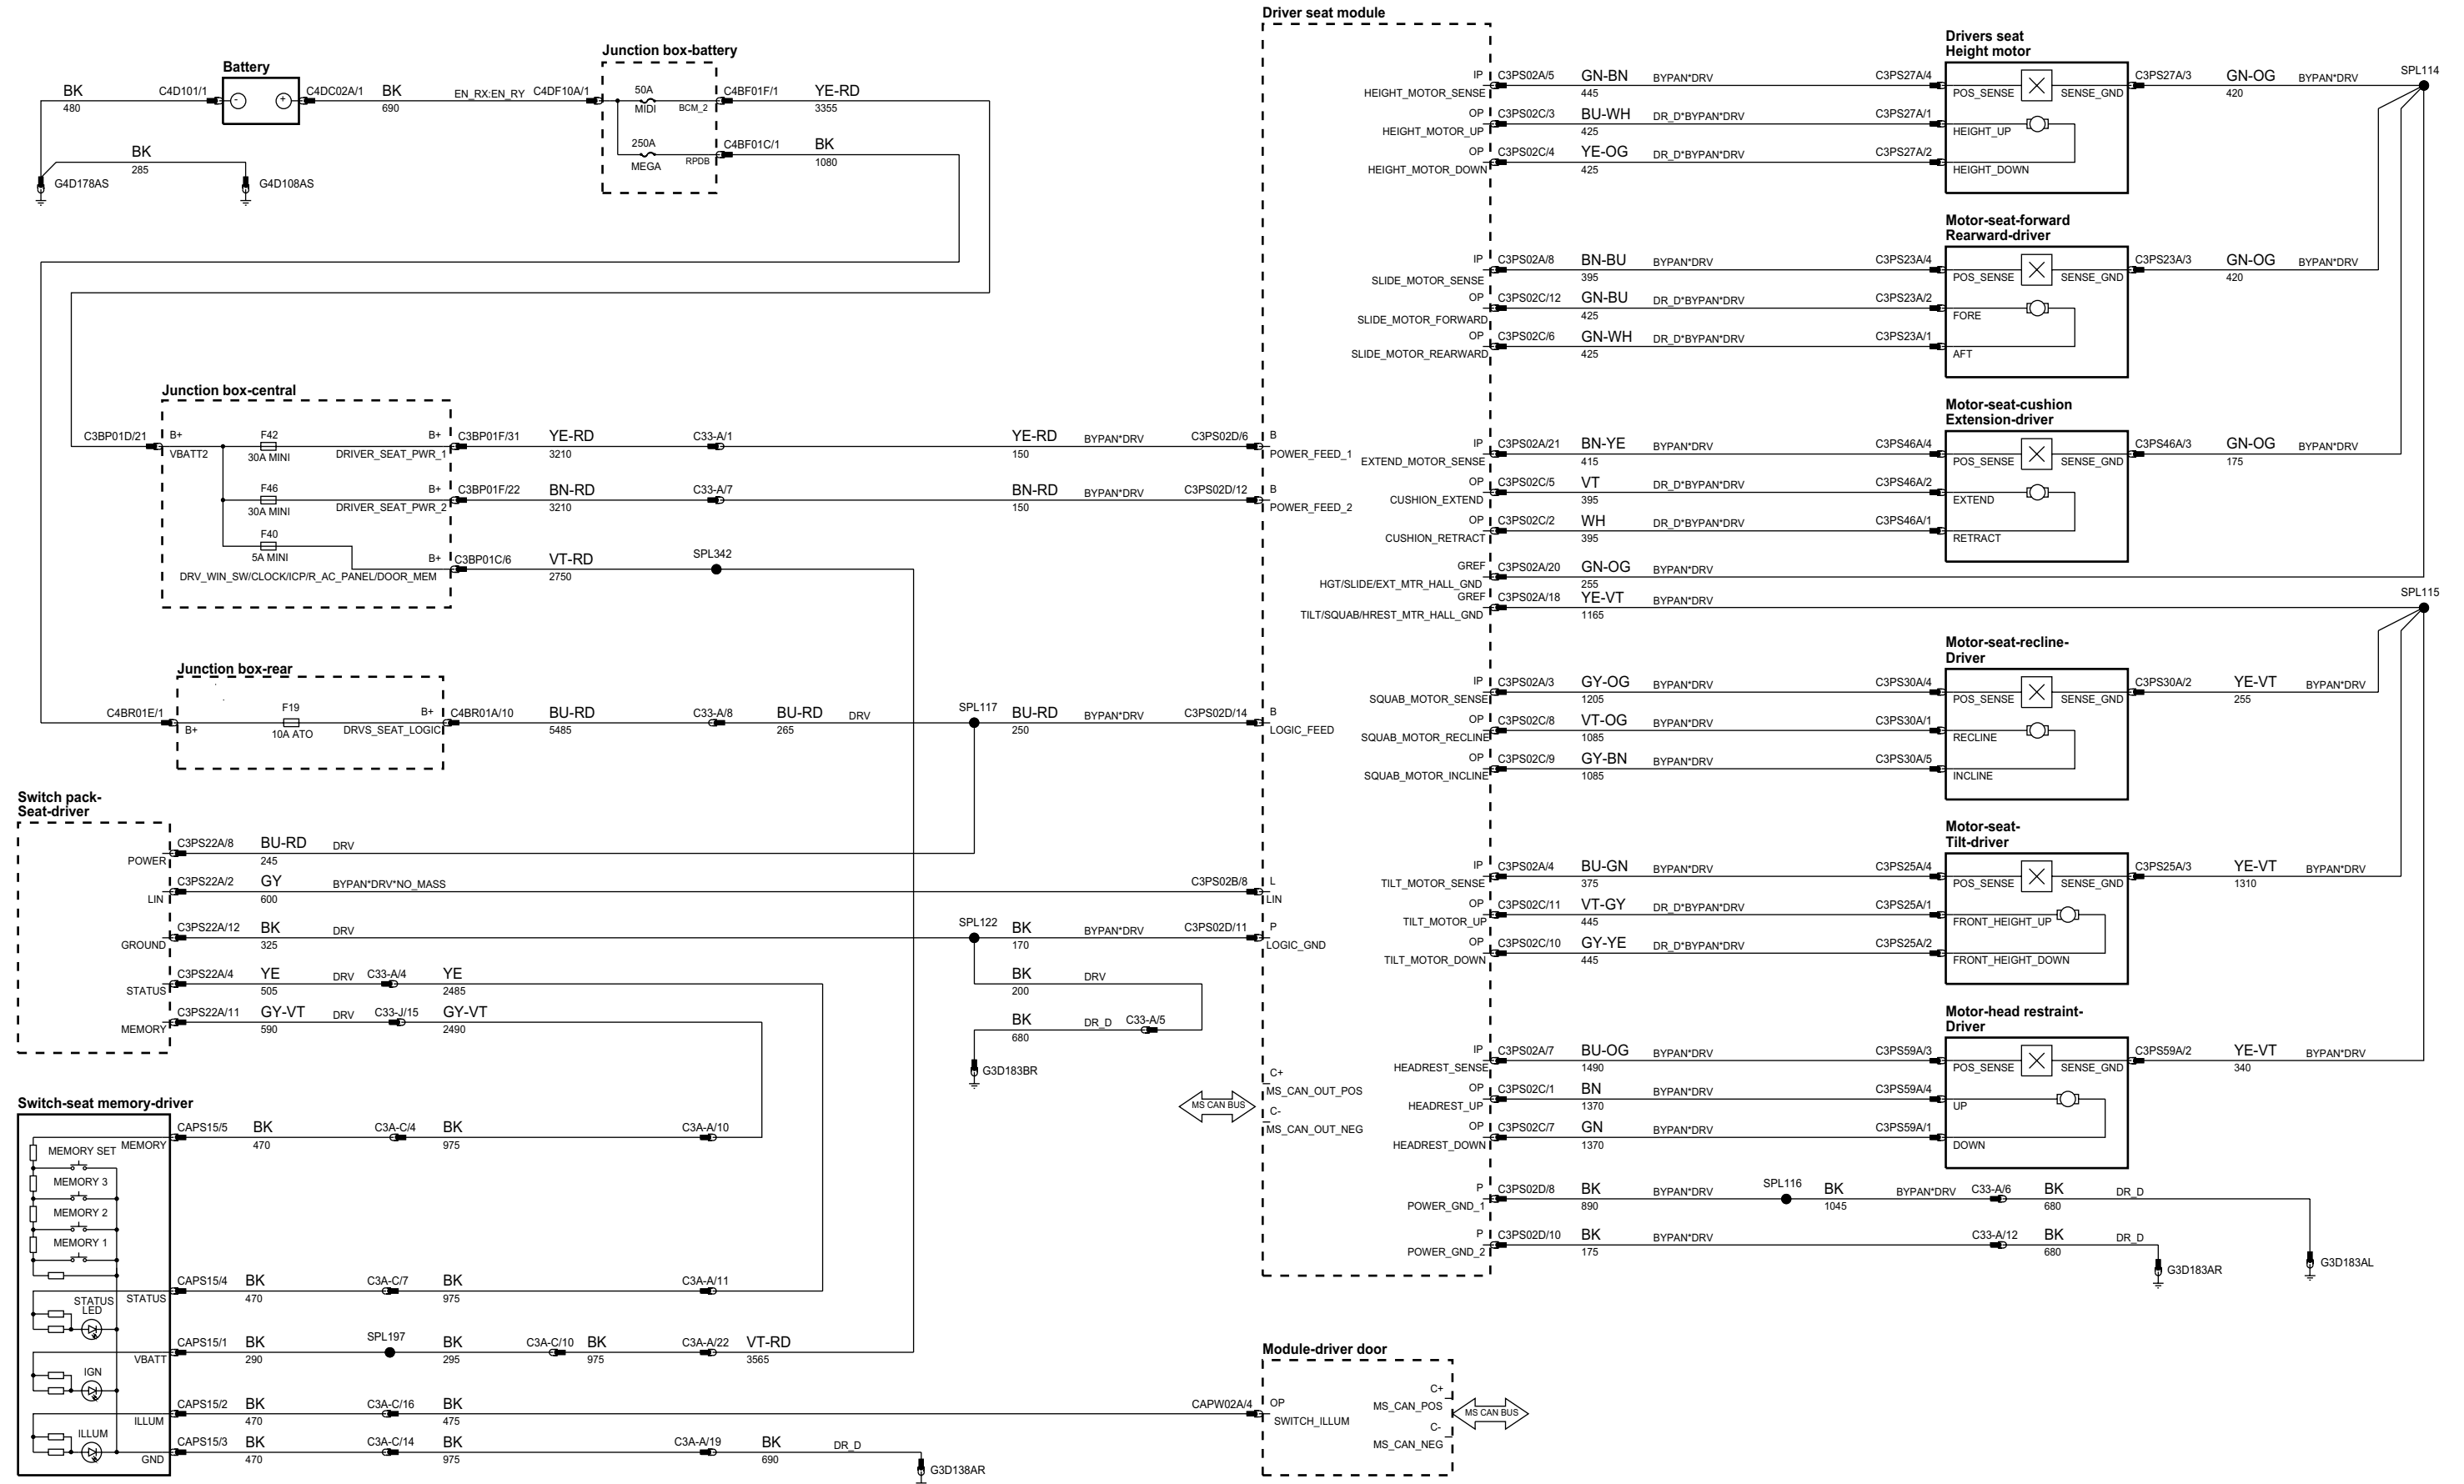 Driver seat module
Junction box-battery
Battery
BK
480
C4D101/1
-
+
C4DC02A/1
BK
690
EN_RX:EN_RY
C4DF10A/1
50A
MIDI
BCM_2
C4BF01F/1
YE-RD
3355
250A
MEGA
RPDB
C4BF01C/1
BK
1080
BK
285
G4D178AS
G4D108AS
Junction box-central
C3BP01D/21
B+
VBATT2
F42
30A MINI
B+
DRIVER_SEAT_PWR_1
C3BP01F/31
YE-RD
3210
C33-A/1
YE-RD
150
BYPAN*DRV
C3PS02D/6
B
POWER_FEED_1
F46
30A MINI
B+
DRIVER_SEAT_PWR_2
C3BP01F/22
BN-RD
3210
C33-A/7
BN-RD
150
BYPAN*DRV
C3PS02D/12
B
POWER_FEED_2
F40
5A MINI
B+
DRV_WIN_SW/CLOCK/ICP/R_AC_PANEL/DOOR_MEM
C3BP01C/6
VT-RD
2750
SPL342
Junction box-rear
C4BR01E/1
B+
F19
10A ATO
B+
DRVS_SEAT_LOGIC
C4BR01A/10
BU-RD
5485
C33-A/8
BU-RD
265
DRV
SPL117
BU-RD
250
BYPAN*DRV
C3PS02D/14
B
LOGIC_FEED
Switch pack-
Seat-driver
POWER
C3PS22A/8
BU-RD
245
DRV
LIN
C3PS22A/2
GY
600
BYPAN*DRV*NO_MASS
C3PS02B/8
L
LIN
GROUND
C3PS22A/12
BK
325
DRV
SPL122
BK
170
BYPAN*DRV
C3PS02D/11
P
LOGIC_GND
BK
200
DRV
BK
680
DR_D
C33-A/5
G3D183BR
STATUS
C3PS22A/4
YE
505
DRV
C33-A/4
YE
2485
MEMORY
C3PS22A/11
GY-VT
590
DRV
C33-J/15
GY-VT
2490
Switch-seat memory-driver
MEMORY SET
MEMORY 3
MEMORY 2
MEMORY 1
MEMORY
CAPS15/5
BK
470
C3A-C/4
BK
975
C3A-A/10
STATUS
LED
STATUS
CAPS15/4
BK
470
C3A-C/7
BK
975
C3A-A/11
IGN
VBATT
CAPS15/1
BK
290
SPL197
BK
295
C3A-C/10
BK
975
C3A-A/22
VT-RD
3565
ILLUM
ILLUM
CAPS15/2
BK
470
C3A-C/16
BK
475
CAPW02A/4
OP
SWITCH_ILLUM
GND
CAPS15/3
BK
470
C3A-C/14
BK
975
C3A-A/19
BK
690
DR_D
G3D138AR
MS CAN BUS
C+
MS_CAN_OUT_POS
C-
MS_CAN_OUT_NEG
Module-driver door
C+
MS_CAN_POS
C-
MS_CAN_NEG
MS CAN BUS
Drivers seat
Height motor
IP
HEIGHT_MOTOR_SENSE
C3PS02A/5
GN-BN
445
BYPAN*DRV
C3PS27A/4
POS_SENSE
SENSE_GND
C3PS27A/3
GN-OG
420
BYPAN*DRV
SPL114
OP
HEIGHT_MOTOR_UP
C3PS02C/3
BU-WH
425
DR_D*BYPAN*DRV
C3PS27A/1
HEIGHT_UP
OP
HEIGHT_MOTOR_DOWN
C3PS02C/4
YE-OG
425
DR_D*BYPAN*DRV
C3PS27A/2
HEIGHT_DOWN
Motor-seat-forward
Rearward-driver
IP
SLIDE_MOTOR_SENSE
C3PS02A/8
BN-BU
395
BYPAN*DRV
C3PS23A/4
POS_SENSE
SENSE_GND
C3PS23A/3
GN-OG
420
BYPAN*DRV
OP
SLIDE_MOTOR_FORWARD
C3PS02C/12
GN-BU
425
DR_D*BYPAN*DRV
C3PS23A/2
FORE
OP
SLIDE_MOTOR_REARWARD
C3PS02C/6
GN-WH
425
DR_D*BYPAN*DRV
C3PS23A/1
AFT
Motor-seat-cushion
Extension-driver
IP
EXTEND_MOTOR_SENSE
C3PS02A/21
BN-YE
415
BYPAN*DRV
C3PS46A/4
POS_SENSE
SENSE_GND
C3PS46A/3
GN-OG
175
BYPAN*DRV
OP
CUSHION_EXTEND
C3PS02C/5
VT
395
DR_D*BYPAN*DRV
C3PS46A/2
EXTEND
OP
CUSHION_RETRACT
C3PS02C/2
WH
395
DR_D*BYPAN*DRV
C3PS46A/1
RETRACT
GREF
HGT/SLIDE/EXT_MTR_HALL_GND
C3PS02A/20
GN-OG
255
BYPAN*DRV
GREF
TILT/SQUAB/HREST_MTR_HALL_GND
C3PS02A/18
YE-VT
1165
BYPAN*DRV
SPL115
Motor-seat-recline-
Driver
IP
SQUAB_MOTOR_SENSE
C3PS02A/3
GY-OG
1205
BYPAN*DRV
C3PS30A/4
POS_SENSE
SENSE_GND
C3PS30A/2
YE-VT
255
BYPAN*DRV
OP
SQUAB_MOTOR_RECLINE
C3PS02C/8
VT-OG
1085
BYPAN*DRV
C3PS30A/1
RECLINE
OP
SQUAB_MOTOR_INCLINE
C3PS02C/9
GY-BN
1085
BYPAN*DRV
C3PS30A/5
INCLINE
Motor-seat-
Tilt-driver
IP
TILT_MOTOR_SENSE
C3PS02A/4
BU-GN
375
BYPAN*DRV
C3PS25A/4
POS_SENSE
SENSE_GND
C3PS25A/3
YE-VT
1310
BYPAN*DRV
OP
TILT_MOTOR_UP
C3PS02C/11
VT-GY
445
DR_D*BYPAN*DRV
C3PS25A/1
FRONT_HEIGHT_UP
OP
TILT_MOTOR_DOWN
C3PS02C/10
GY-YE
445
DR_D*BYPAN*DRV
C3PS25A/2
FRONT_HEIGHT_DOWN
Motor-head restraint-
Driver
IP
HEADREST_SENSE
C3PS02A/7
BU-OG
1490
BYPAN*DRV
C3PS59A/3
POS_SENSE
SENSE_GND
C3PS59A/2
YE-VT
340
BYPAN*DRV
OP
HEADREST_UP
C3PS02C/1
BN
1370
BYPAN*DRV
C3PS59A/4
UP
OP
HEADREST_DOWN
C3PS02C/7
GN
1370
BYPAN*DRV
C3PS59A/1
DOWN
P
POWER_GND_1
C3PS02D/8
BK
890
BYPAN*DRV
SPL116
BK
1045
BYPAN*DRV
C33-A/6
BK
680
DR_D
G3D183AL
P
POWER_GND_2
C3PS02D/10
BK
175
BYPAN*DRV
C33-A/12
BK
680
DR_D
G3D183AR